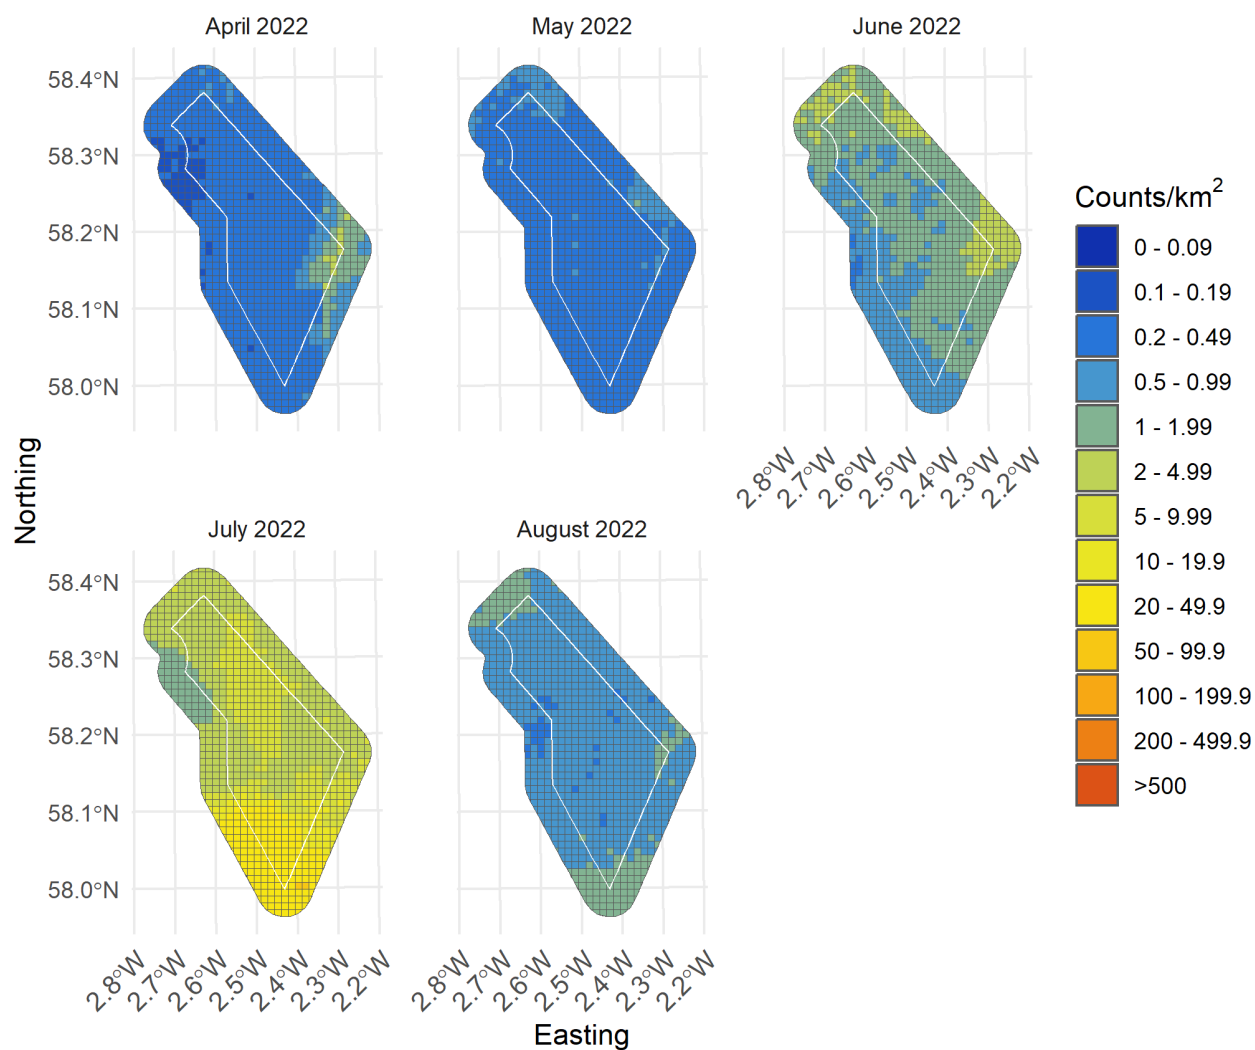 April 2022
May 2022
June 2022
58.4°N
58.3°N
58.2°N
58.1°N
58.0°N
2.8°W
2.7°W
2.6°W
2.5°W
2.4°W
2.3°W
2.2°W
Northing
July 2022
August 2022
58.4°N
58.3°N
58.2°N
58.1°N
58.0°N
2.8°W
2.7°W
2.6°W
2.5°W
2.4°W
2.3°W
2.2°W
2.8°W
2.7°W
2.6°W
2.5°W
2.4°W
2.3°W
2.2°W
Easting
Counts/km²
0 - 0.09
0.1 - 0.19
0.2 - 0.49
0.5 - 0.99
1 - 1.99
2 - 4.99
5 - 9.99
10 - 19.9
20 - 49.9
50 - 99.9
100 - 199.9
200 - 499.9
>500